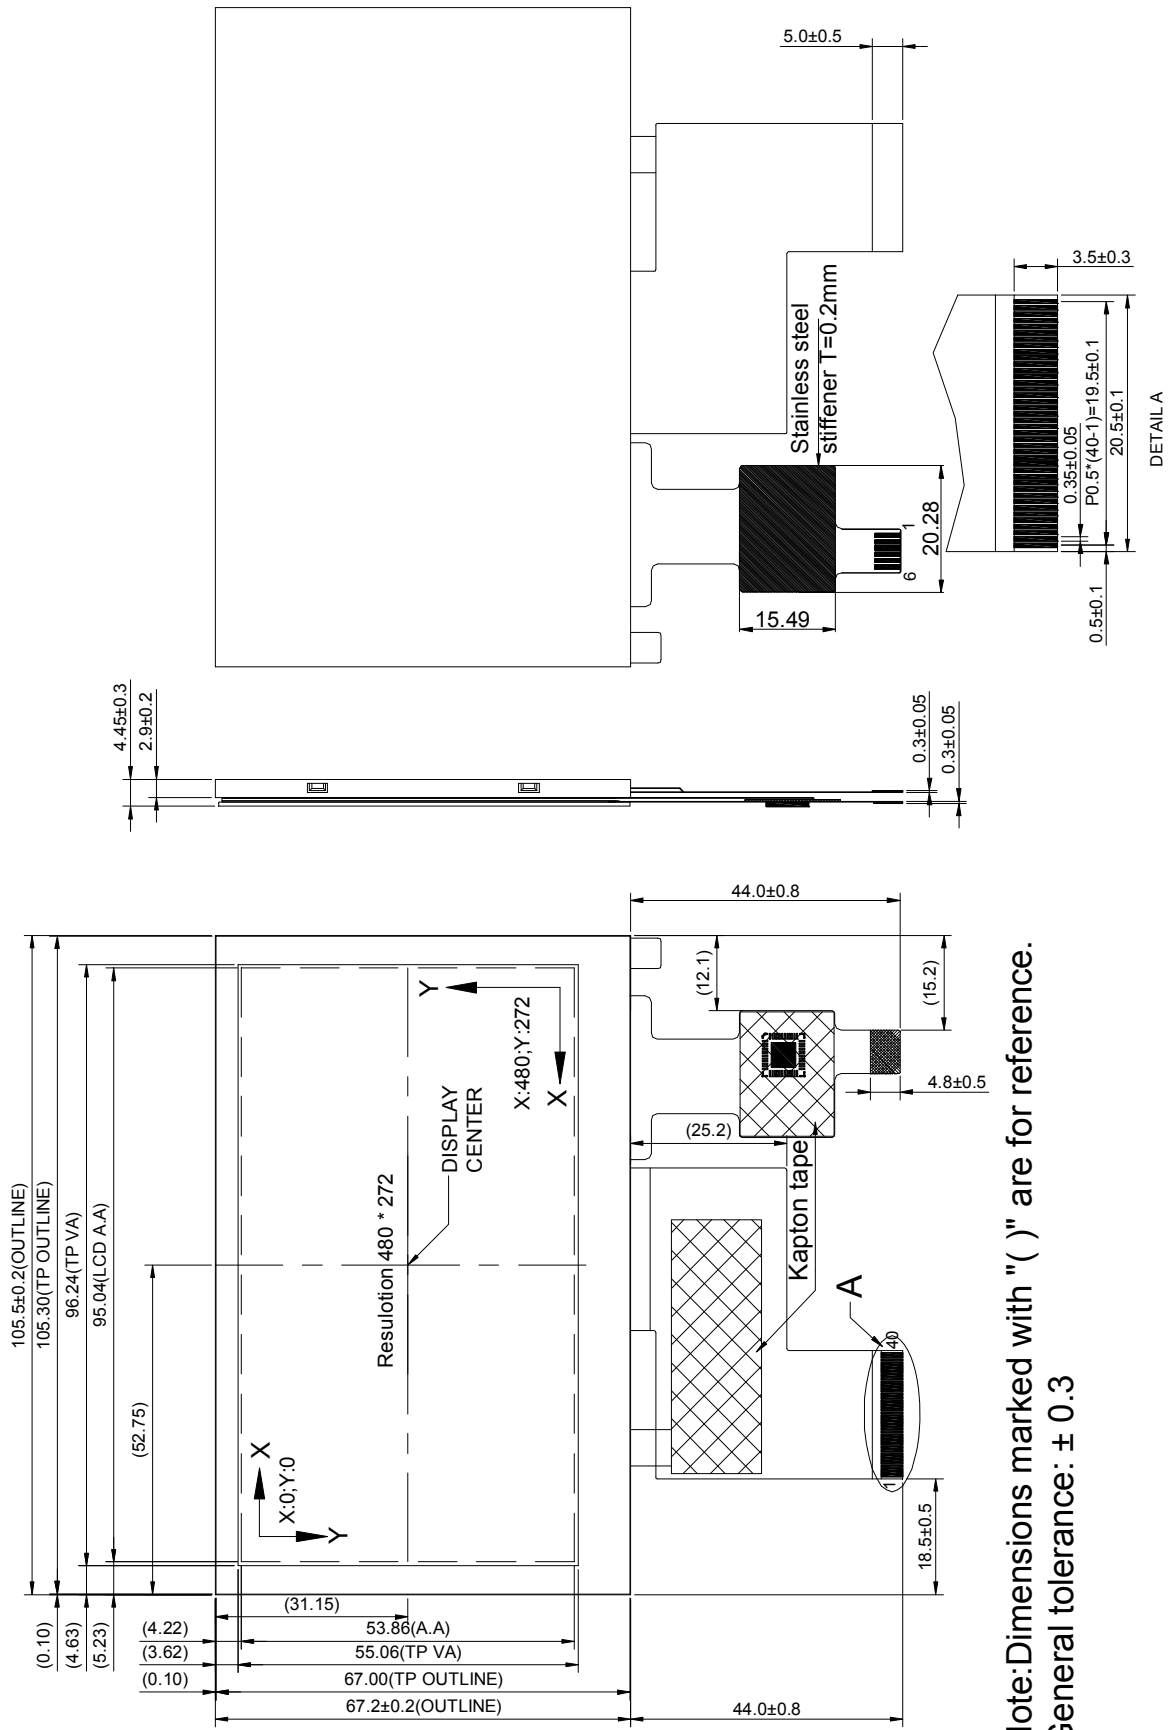 5.0±0.5
Stainless steel
stiffener T=0.2mm
1
6
20.28
15.49
3.5±0.3
0.35±0.05
P0.5*(40-1)=19.5±0.1
20.5±0.1
0.5±0.1
DETAIL A
4.45±0.3
2.9±0.2
0.3±0.05
0.3±0.05
105.5±0.2(OUTLINE)
105.30(TP OUTLINE)
96.24(TP VA)
95.04(LCD A.A)
(52.75)
(0.10)
(4.63)
(5.23)
X
X:0;Y:0
Y
Resulotion 480 * 272
DISPLAY
CENTER
Y
X:480;Y:272
X
(31.15)
(4.22)
53.86(A.A)
(3.62)
55.06(TP VA)
(0.10)
67.00(TP OUTLINE)
67.2±0.2(OUTLINE)
44.0±0.8
44.0±0.8
(12.1)
(15.2)
4.8±0.5
(25.2)
Kapton tape
A
1
40
18.5±0.5
ote:Dimensions marked with "( )" are for reference.
General tolerance: ± 0.3